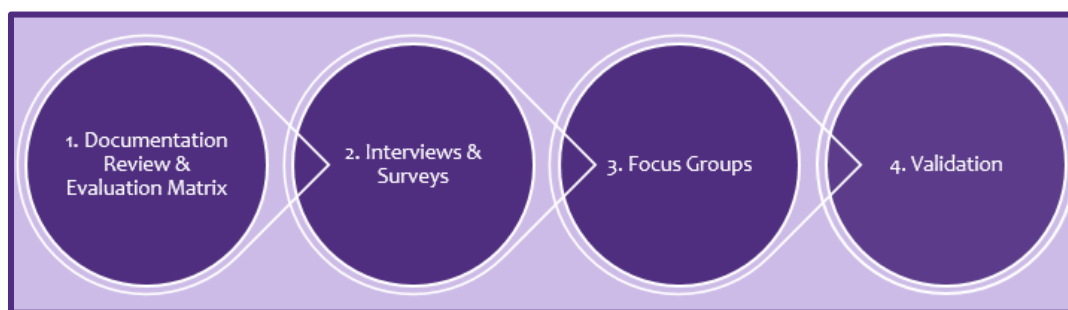 1. Documentation
Review &
Evaluation Matrix
2. Interviews &
Surveys
3. Focus Groups
4. Validation